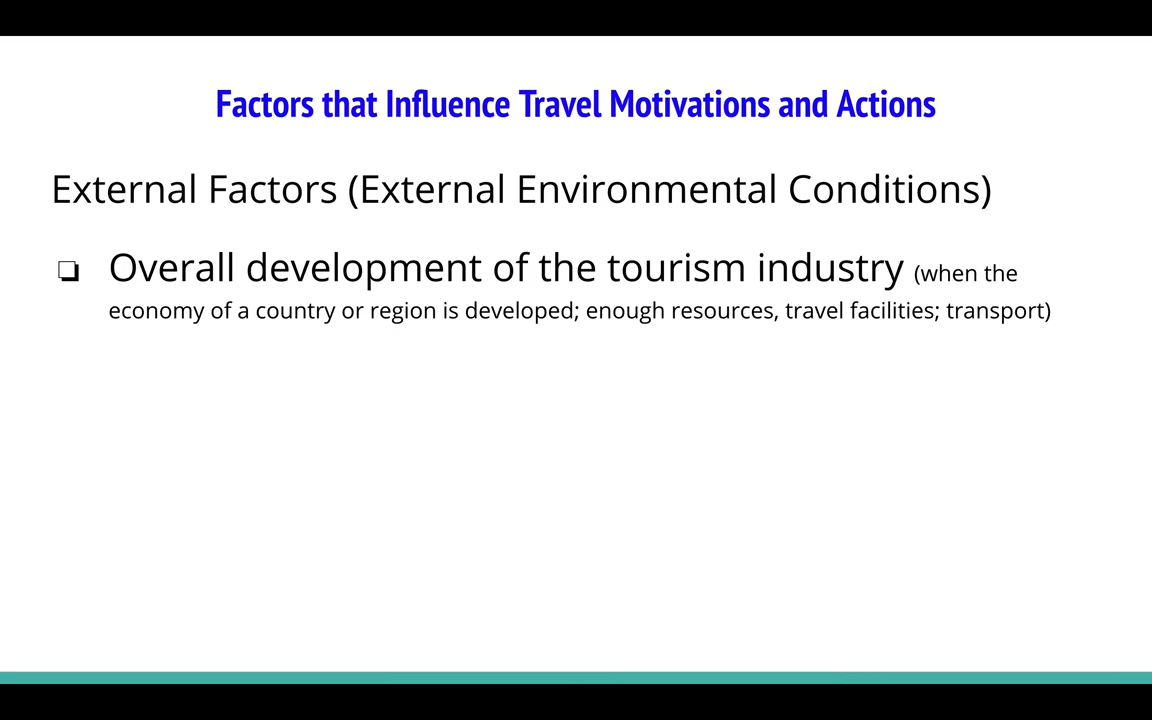 Factors that Influence Travel Motivations and Actions
External Factors (External Environmental Conditions)
❏ Overall development of the tourism industry (when the
economy of a country or region is developed; enough resources, travel facilities; transport)